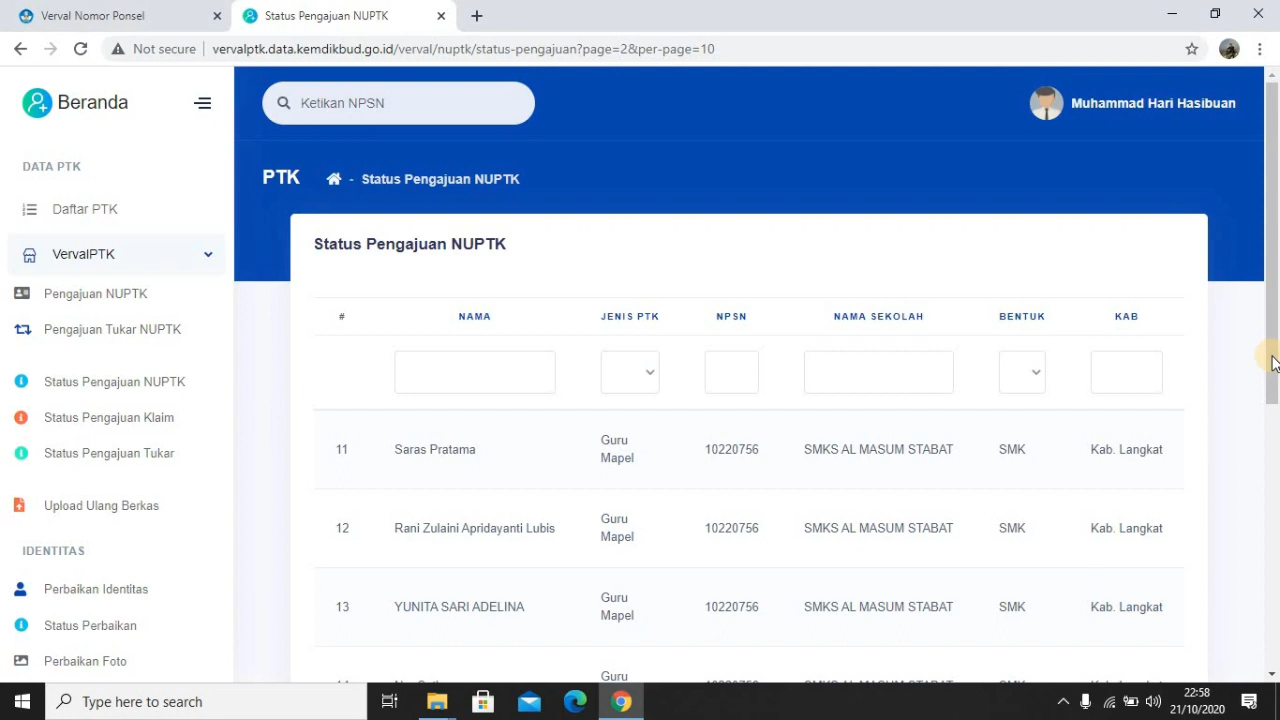 Verval Nomor Ponsel
Status Pengajuan NUPTK
Not secure
vervalptk.data.kemdikbud.go.id/verval/nuptk/status-pengajuan?page=2&per-page=10
Beranda
Ketikan NPSN
Muhammad Hari Hasibuan
DATA PTK
Daftar PTK
VervalPTK
Pengajuan NUPTK
Pengajuan Tukar NUPTK
Status Pengajuan NUPTK
Status Pengajuan Klaim
Status Pengajuan Tukar
Upload Ulang Berkas
IDENTITAS
Perbaikan Identitas
Status Perbaikan
Perbaikan Foto
PTK - Status Pengajuan NUPTK
Status Pengajuan NUPTK
# NAMA JENIS PTK NPSN NAMA SEKOLAH BENTUK KAB
11 Saras Pratama Guru Mapel 10220756 SMKS AL MASUM STABAT SMK Kab. Langkat
12 Rani Zulaini Apridayanti Lubis Guru Mapel 10220756 SMKS AL MASUM STABAT SMK Kab. Langkat
13 YUNITA SARI ADELINA Guru Mapel 10220756 SMKS AL MASUM STABAT SMK Kab. Langkat
Guru
Type here to search
22:58
21/10/2020